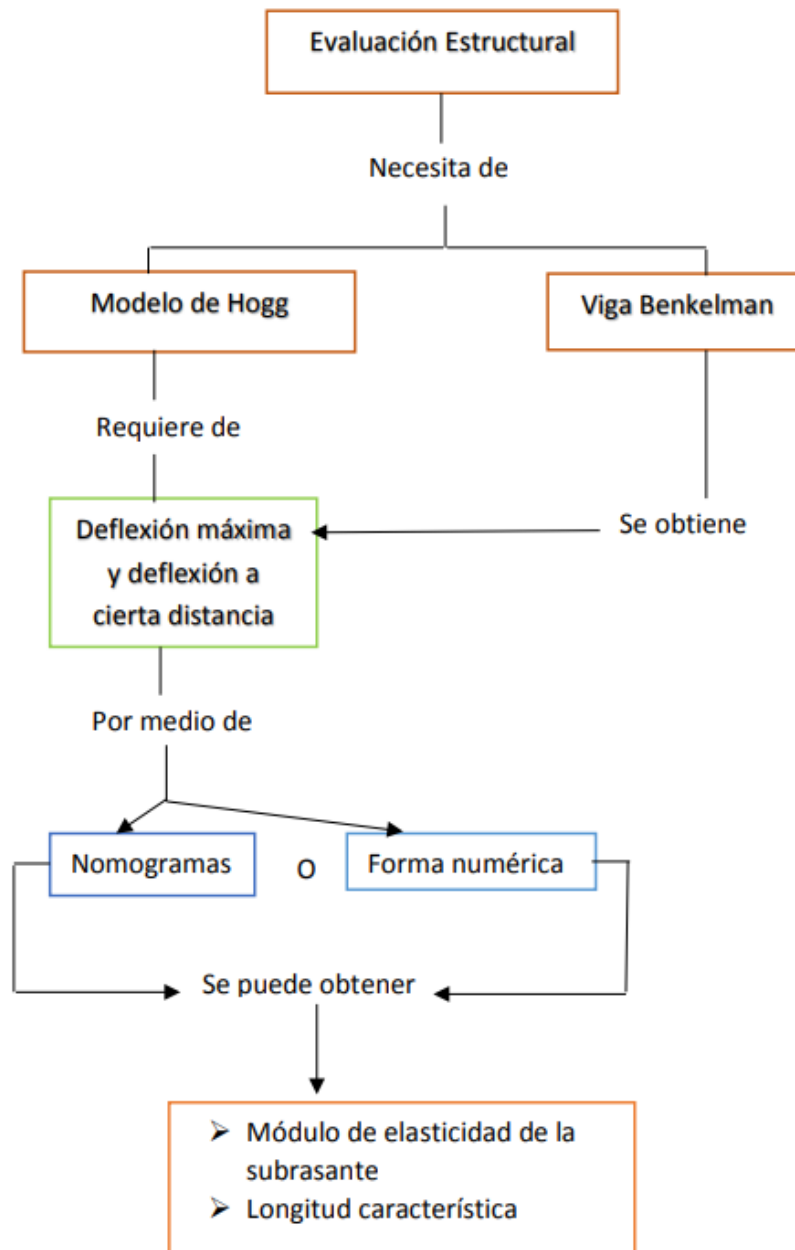 Evaluación Estructural
Necesita de
Modelo de Hogg
Viga Benkelman
Requiere de
Deflexión máxima
y deflexión a
cierta distancia
Se obtiene
Por medio de
Nomogramas
O
Forma numérica
Se puede obtener
➢ Módulo de elasticidad de la
subrasante
➢ Longitud característica